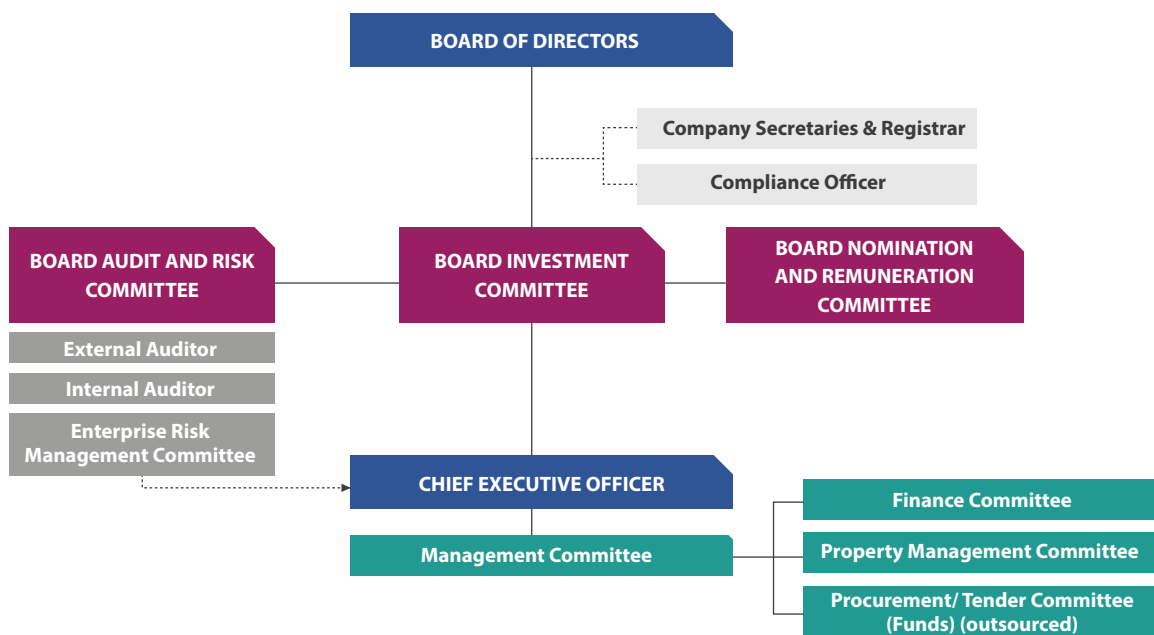 BOARD OF DIRECTORS
Company Secretaries & Registrar
Compliance Officer
BOARD AUDIT AND RISK
COMMITTEE
BOARD INVESTMENT
COMMITTEE
BOARD NOMINATION
AND REMUNERATION
COMMITTEE
External Auditor
Internal Auditor
Enterprise Risk
Management Committee
CHIEF EXECUTIVE OFFICER
Management Committee
Finance Committee
Property Management Committee
Procurement/ Tender Committee
(Funds) (outsourced)